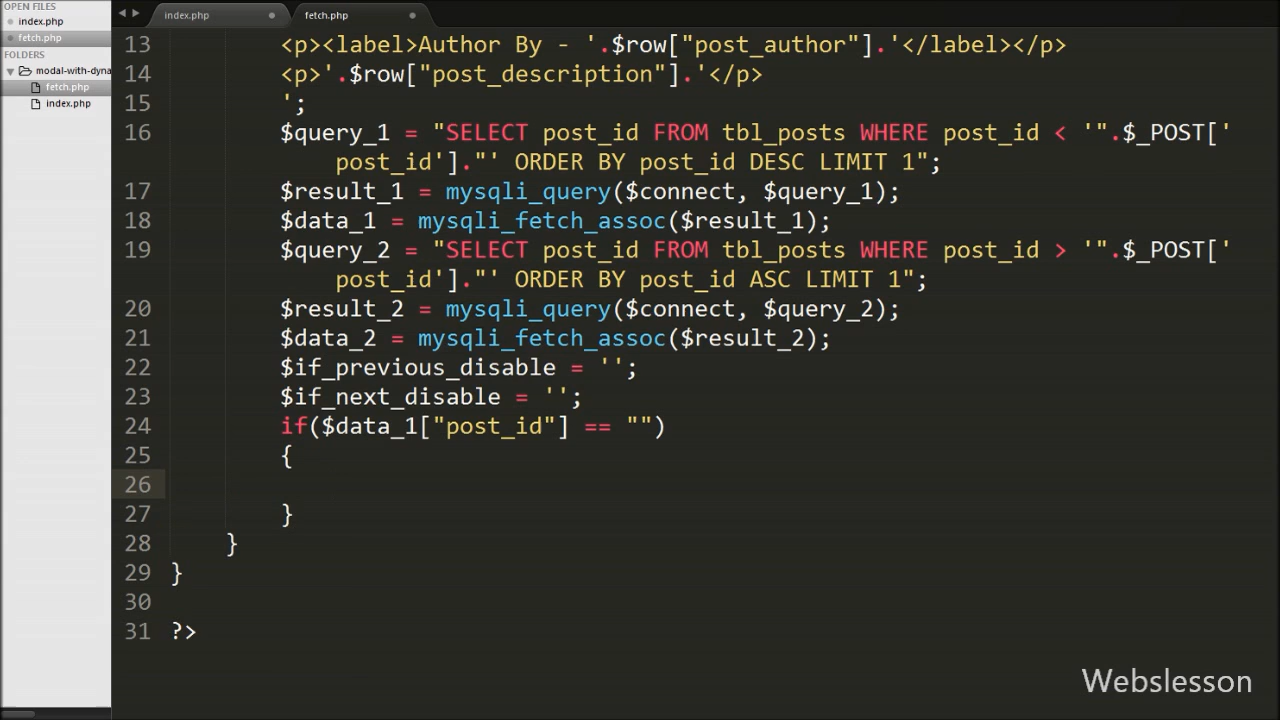 OPEN FILES
index.php
fetch.php
FOLDERS
modal-with-dyna
fetch.php
index.php
index.php
fetch.php
13 <p><label>Author By - '.$row["post_author"].'</label></p>
14 <p>'.$row["post_description"].'</p>
15 ';
16 $query_1 = "SELECT post_id FROM tbl_posts WHERE post_id < '".$_POST['
post_id']."' ORDER BY post_id DESC LIMIT 1";
17 $result_1 = mysqli_query($connect, $query_1);
18 $data_1 = mysqli_fetch_assoc($result_1);
19 $query_2 = "SELECT post_id FROM tbl_posts WHERE post_id > '".$_POST['
post_id']."' ORDER BY post_id ASC LIMIT 1";
20 $result_2 = mysqli_query($connect, $query_2);
21 $data_2 = mysqli_fetch_assoc($result_2);
22 $if_previous_disable = '';
23 $if_next_disable = '';
24 if($data_1["post_id"] == "")
25 {
26
27 }
28 }
29 }
30
31 ?>
Webslesson